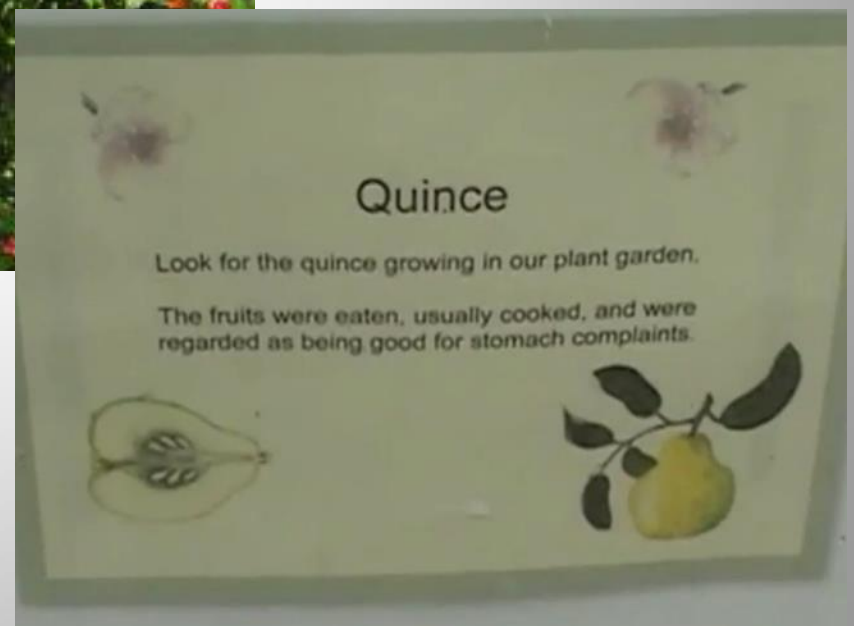 Quince
Look for the quince growing in our plant garden.
The fruits were eaten, usually cooked, and were
regarded as being good for stomach complaints.